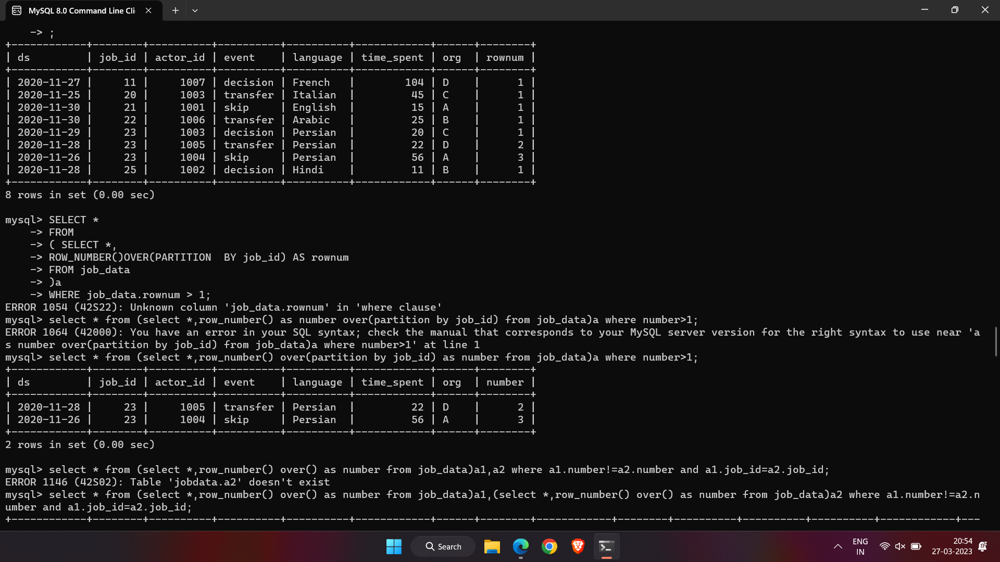 MySQL 8.0 Command Line Cli
    -> ;
+------------+--------+----------+----------+----------+------------+------+--------+
| ds         | job_id | actor_id | event    | language | time_spent | org  | rownum |
+------------+--------+----------+----------+----------+------------+------+--------+
| 2020-11-27 |     11 |     1007 | decision | French   |        104 | D    |      1 |
| 2020-11-25 |     20 |     1003 | transfer | Italian  |         45 | C    |      1 |
| 2020-11-30 |     21 |     1001 | skip     | English  |         15 | A    |      1 |
| 2020-11-30 |     22 |     1006 | transfer | Arabic   |         25 | B    |      1 |
| 2020-11-29 |     23 |     1003 | decision | Persian  |         20 | C    |      1 |
| 2020-11-28 |     23 |     1005 | transfer | Persian  |         22 | D    |      2 |
| 2020-11-26 |     23 |     1004 | skip     | Persian  |         56 | A    |      3 |
| 2020-11-28 |     25 |     1002 | decision | Hindi    |         11 | B    |      1 |
+------------+--------+----------+----------+----------+------------+------+--------+
8 rows in set (0.00 sec)
mysql> SELECT *
    -> FROM
    -> ( SELECT *,
    -> ROW_NUMBER()OVER(PARTITION  BY job_id) AS rownum
    -> FROM job_data
    -> )a
    -> WHERE job_data.rownum > 1;
ERROR 1054 (42S22): Unknown column 'job_data.rownum' in 'where clause'
mysql> select * from (select *,row_number() as number over(partition by job_id) from job_data)a where number>1;
ERROR 1064 (42000): You have an error in your SQL syntax; check the manual that corresponds to your MySQL server version for the right syntax to use near 'a
s number over(partition by job_id) from job_data)a where number>1' at line 1
mysql> select * from (select *,row_number() over(partition by job_id) as number from job_data)a where number>1;
+------------+--------+----------+----------+----------+------------+------+--------+
| ds         | job_id | actor_id | event    | language | time_spent | org  | number |
+------------+--------+----------+----------+----------+------------+------+--------+
| 2020-11-28 |     23 |     1005 | transfer | Persian  |         22 | D    |      2 |
| 2020-11-26 |     23 |     1004 | skip     | Persian  |         56 | A    |      3 |
+------------+--------+----------+----------+----------+------------+------+--------+
2 rows in set (0.00 sec)
mysql> select * from (select *,row_number() over() as number from job_data)a1,a2 where a1.number!=a2.number and a1.job_id=a2.job_id;
ERROR 1146 (42S02): Table 'jobdata.a2' doesn't exist
mysql> select * from (select *,row_number() over() as number from job_data)a1,(select *,row_number() over() as number from job_data)a2 where a1.number!=a2.n
umber and a1.job_id=a2.job_id;
+------------+--------+----------+----------+----------+------------+------+--------+------------+--------+----------+----------+----------+------------+---
Search
ENG
IN
20:54
27-03-2023